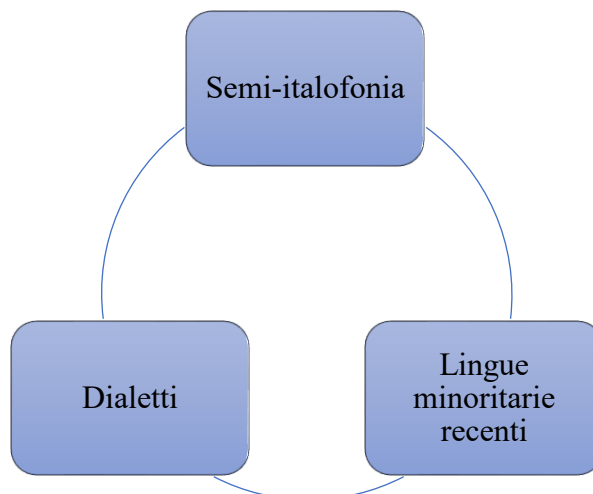 Semi-italofonia
Dialetti
Lingue
minoritarie
recenti